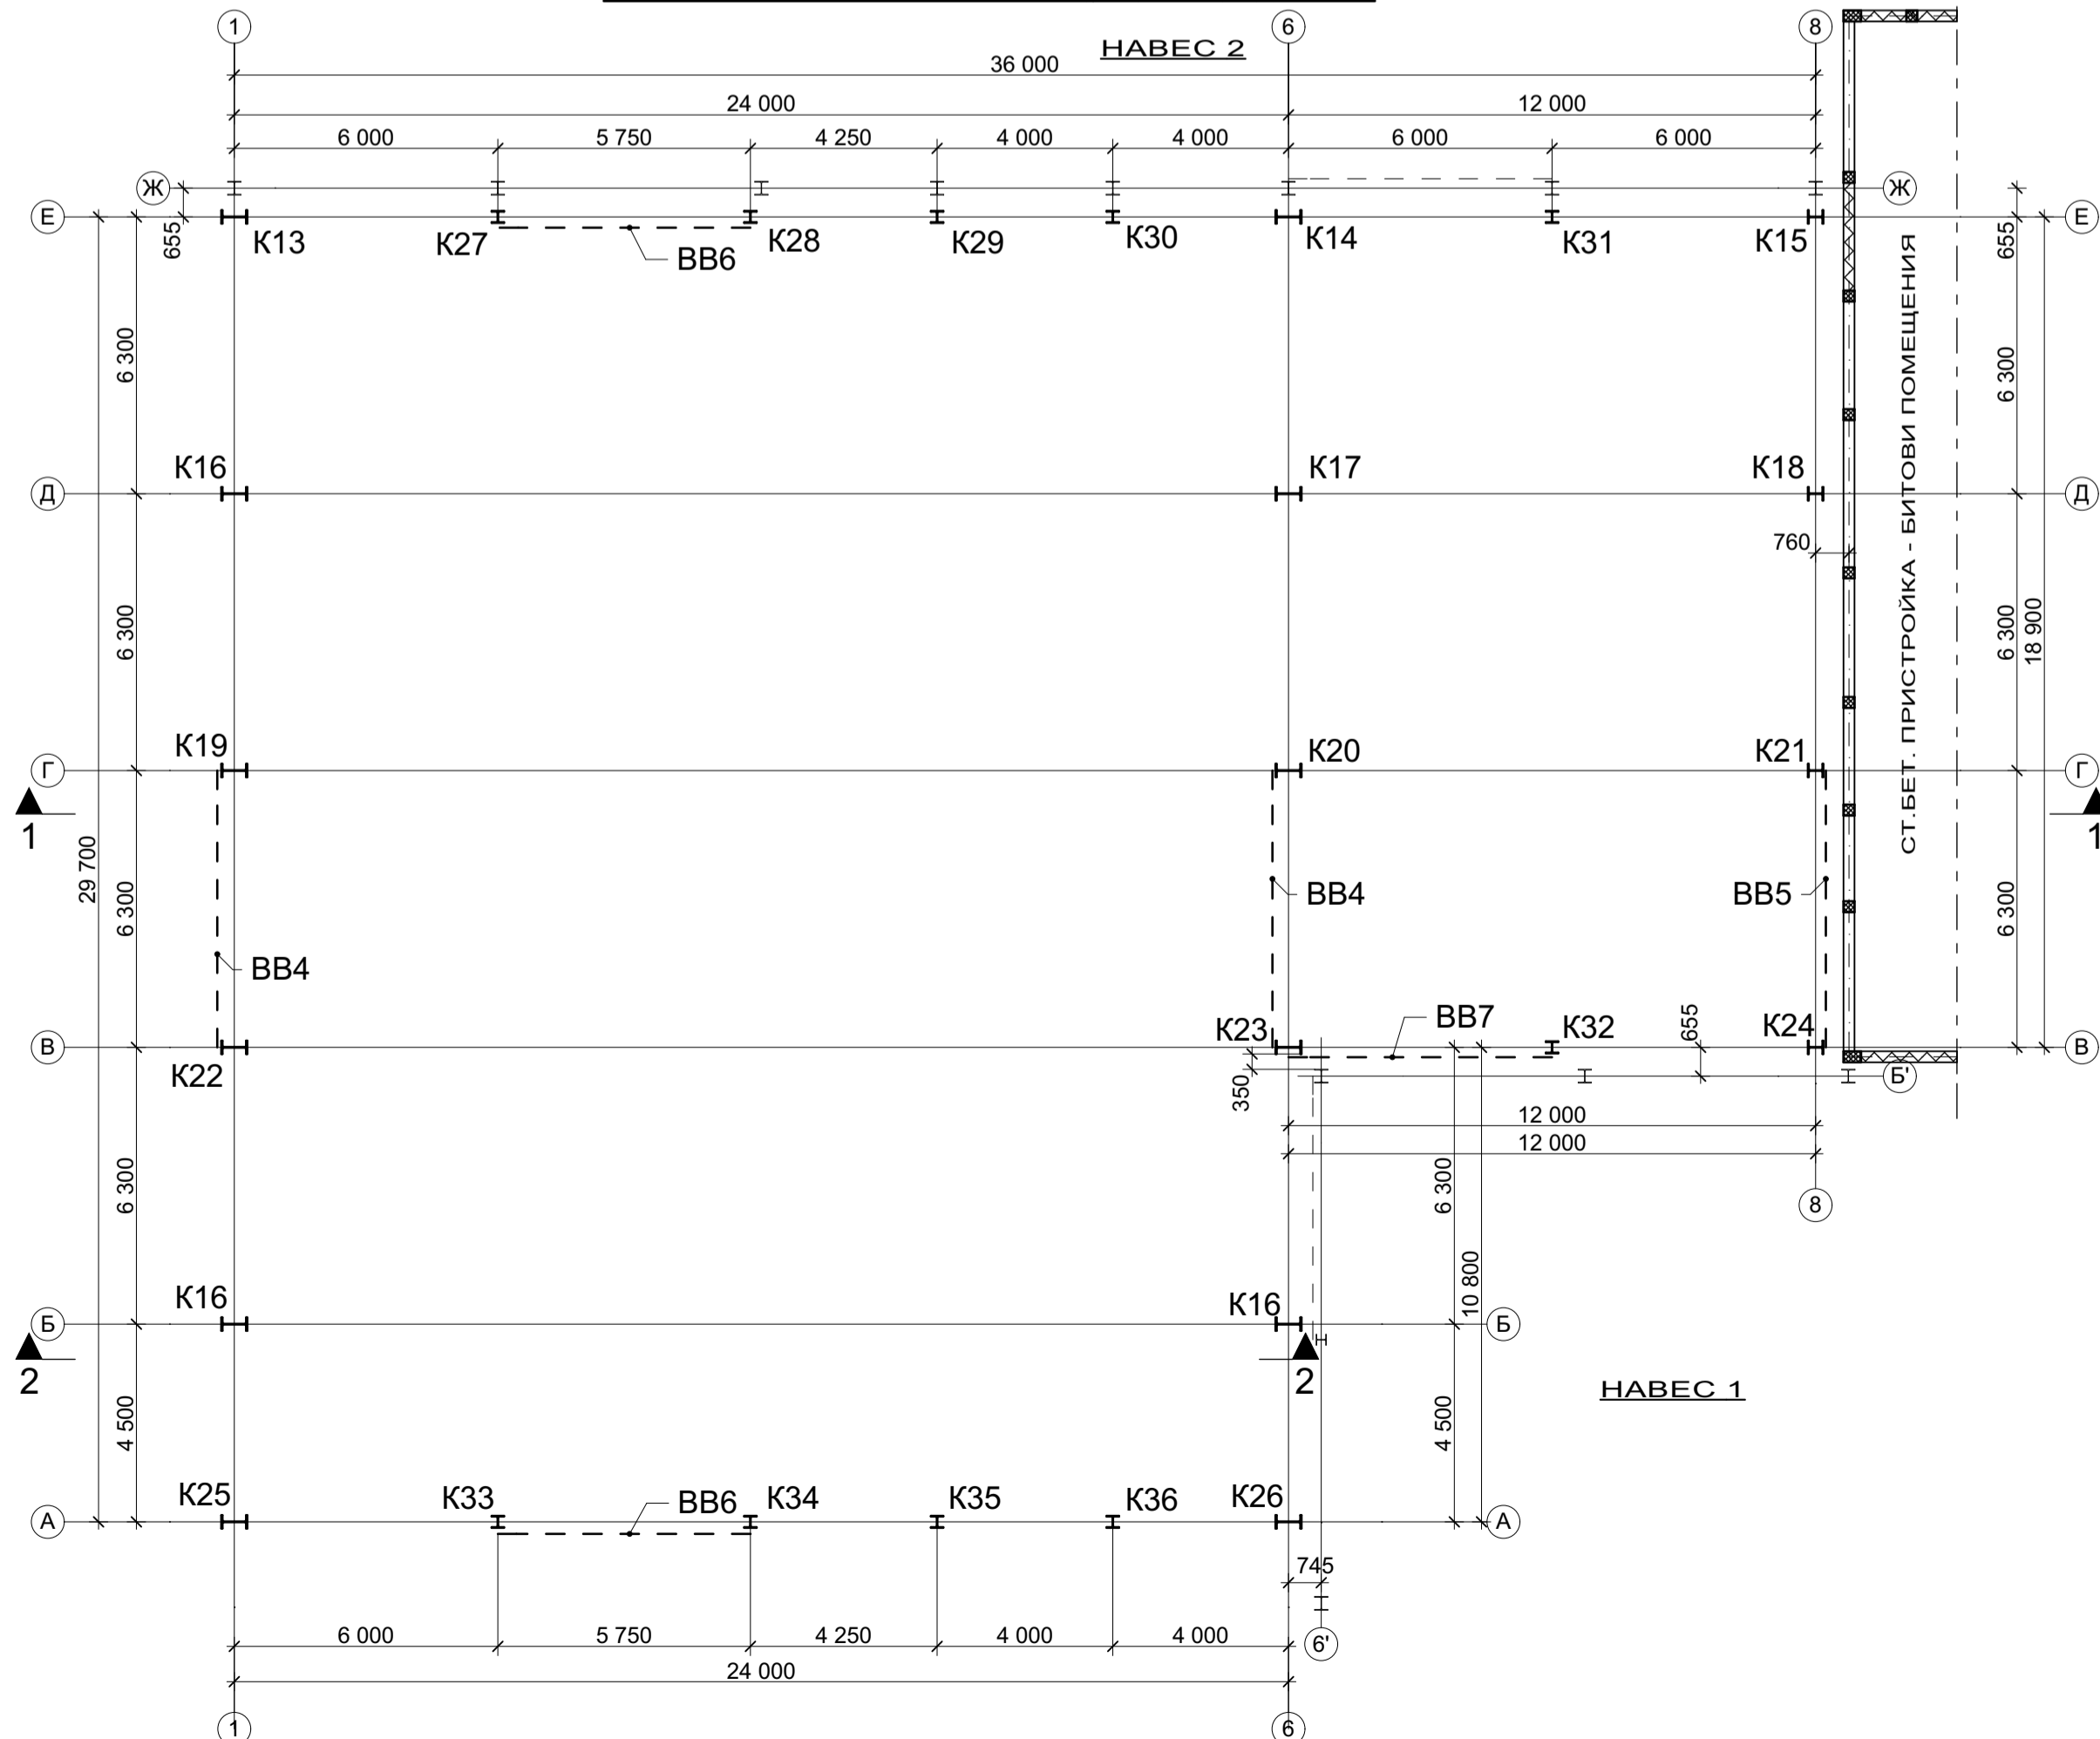 1
6
8
НАВЕС 2
36 000
24 000
12 000
6 000
5 750
4 250
4 000
4 000
6 000
6 000
Ж
Ж
Е
Е
655
655
К13
К27
ВВ6
К28
К29
К30
К14
К31
К15
СТ.БЕТ. ПРИСТРОЙКА - БИТОВИ ПОМЕЩЕНИЯ
6 300
6 300
К16
К17
К18
Д
Д
760
6 300
6 300
18 900
К19
К20
К21
Г
Г
1
1
29 700
6 300
6 300
ВВ4
ВВ5
ВВ4
К23
ВВ7
К32
655
К24
В
В
К22
350
Б'
12 000
12 000
6 300
6 300
8
10 800
К16
К16
Б
Б
2
2
НАВЕС 1
4 500
4 500
К25
К33
ВВ6
К34
К35
К36
К26
А
А
745
6 000
5 750
4 250
4 000
4 000
6'
24 000
1
6